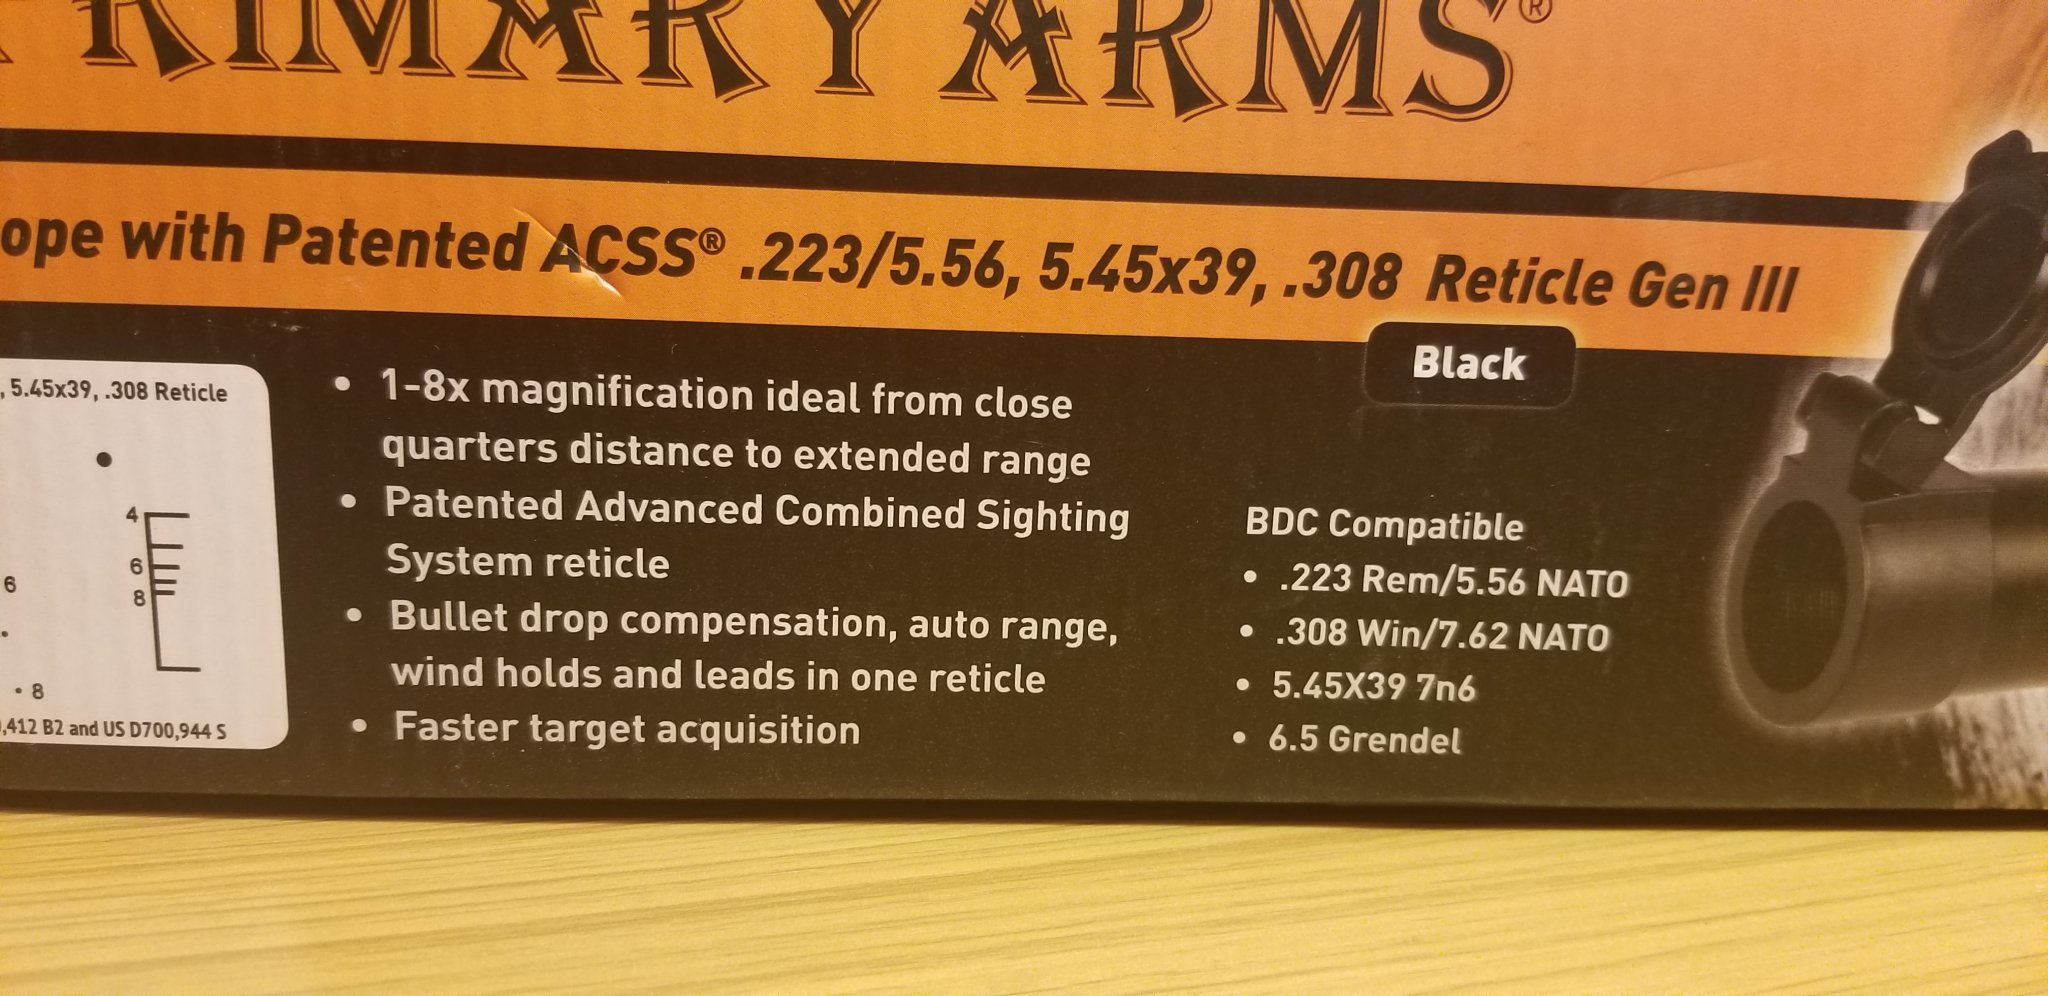 PRIMARY ARMS®
ope with Patented ACSS® .223/5.56, 5.45x39, .308 Reticle Gen III
Black
, 5.45x39, .308 Reticle
4
6
8
6
8
,412 B2 and US D700,944 S
• 1-8x magnification ideal from close
quarters distance to extended range
• Patented Advanced Combined Sighting
System reticle
• Bullet drop compensation, auto range,
wind holds and leads in one reticle
• Faster target acquisition
BDC Compatible
• .223 Rem/5.56 NATO
• .308 Win/7.62 NATO
• 5.45X39 7n6
• 6.5 Grendel